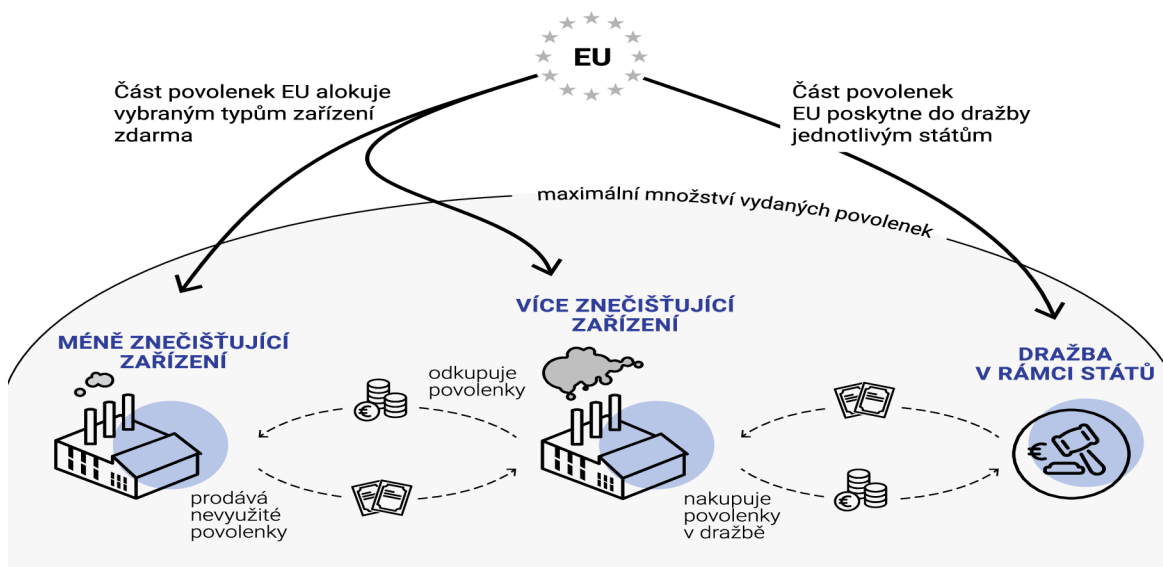 EU
Část povolenek EU alokuje
vybraným typům zařízení
zdarma
Část povolenek
EU poskytne do dražby
jednotlivým státům
maximální množství vydaných povolenek
MÉNĚ ZNEČIŠŤUJÍCÍ
ZAŘÍZENÍ
VÍCE ZNEČIŠŤUJÍCÍ
ZAŘÍZENÍ
DRAŽBA
V RÁMCI STÁTŮ
odkupuje
povolenky
€
€
prodává
nevyužité
povolenky
nakupuje
povolenky
v dražbě
€